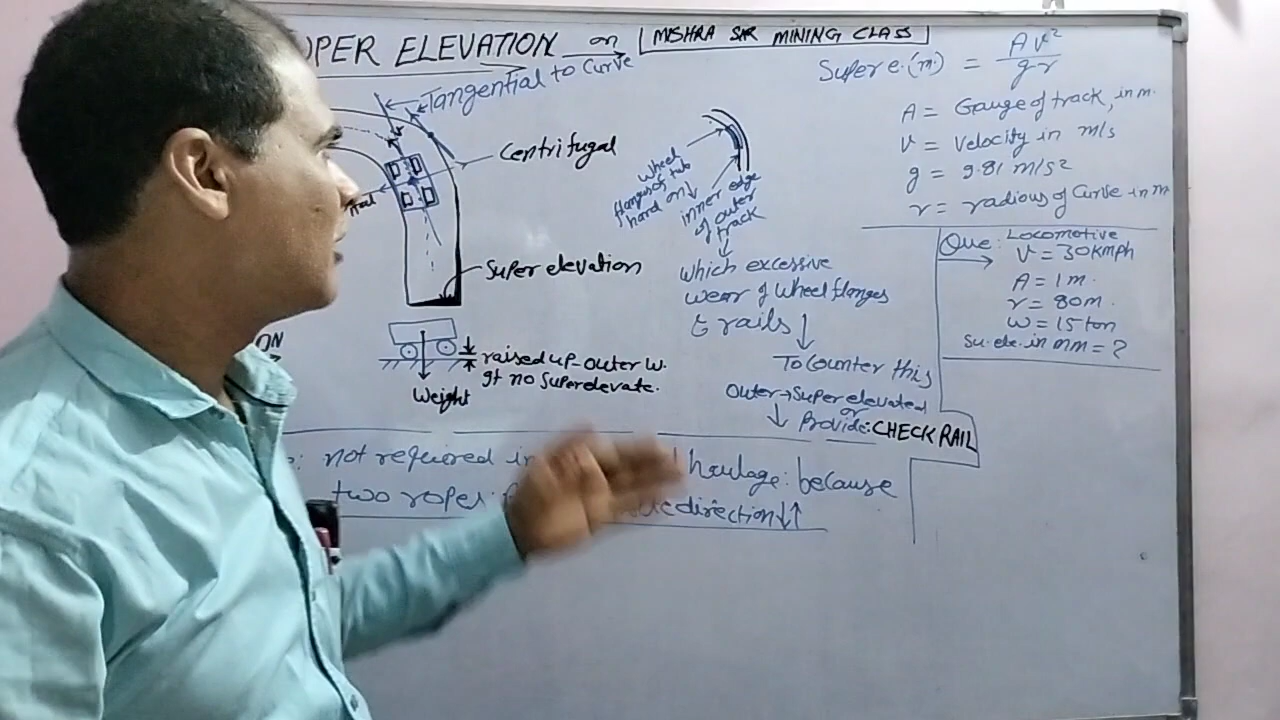 UPER ELEVATION on MISHRA SIR MINING CLASS
Tangential to Curve
Centrifugal
Super elevation
raised up-outer w.
gt no Superelevate.
Weight
ON
wheel
flanges of tub
hard on
inner edge
of outer
track
which excessive
wear of wheel flanges
& rails
To counter this
Outer→Super elevated
or
Provide: CHECK RAIL
not required in haulage: because
two ropes: direction ↓↑
Super e.(m.) = Av²/gr
A = Gauge of track, in m.
v = velocity in m/s
g = 9.81 m/s²
r = radious of Curve in m
Que: Locomotive
V = 30 kmph
A = 1 m.
r = 80 m.
W = 15 ton
Su. ele. in mm = ?